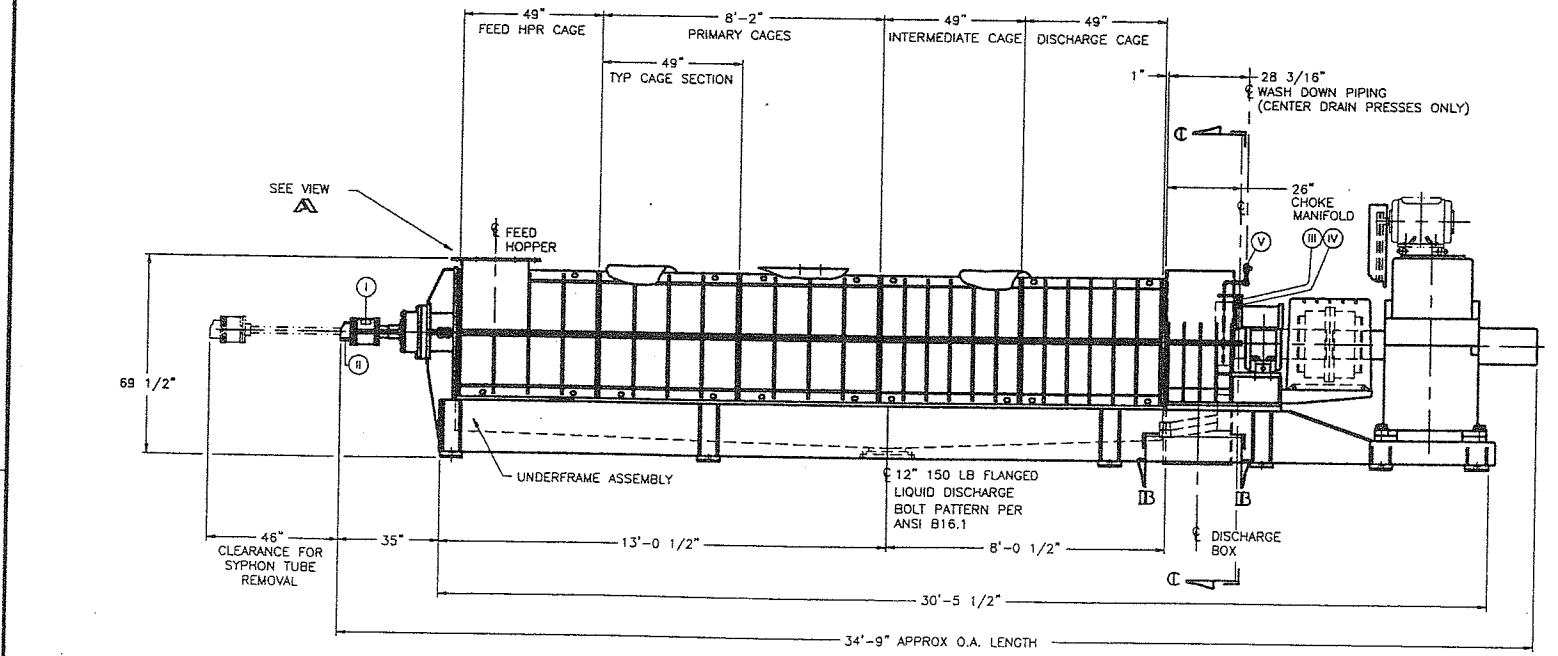 49"
FEED HPR CAGE
8'-2"
PRIMARY CAGES
49"
INTERMEDIATE CAGE
49"
DISCHARGE CAGE
49"
TYP CAGE SECTION
1"
28 3/16"
℄ WASH DOWN PIPING
(CENTER DRAIN PRESSES ONLY)
C
SEE VIEW
A
℄ FEED
HOPPER
26"
CHOKE
MANIFOLD
℄
V
III
IV
I
II
69 1/2"
UNDERFRAME ASSEMBLY
℄ 12" 150 LB FLANGED
LIQUID DISCHARGE
BOLT PATTERN PER
ANSI B16.1
B
B
℄ DISCHARGE
BOX
46"
CLEARANCE FOR
SYPHON TUBE
REMOVAL
35"
13'-0 1/2"
8'-0 1/2"
C
30'-5 1/2"
34'-9" APPROX O.A. LENGTH